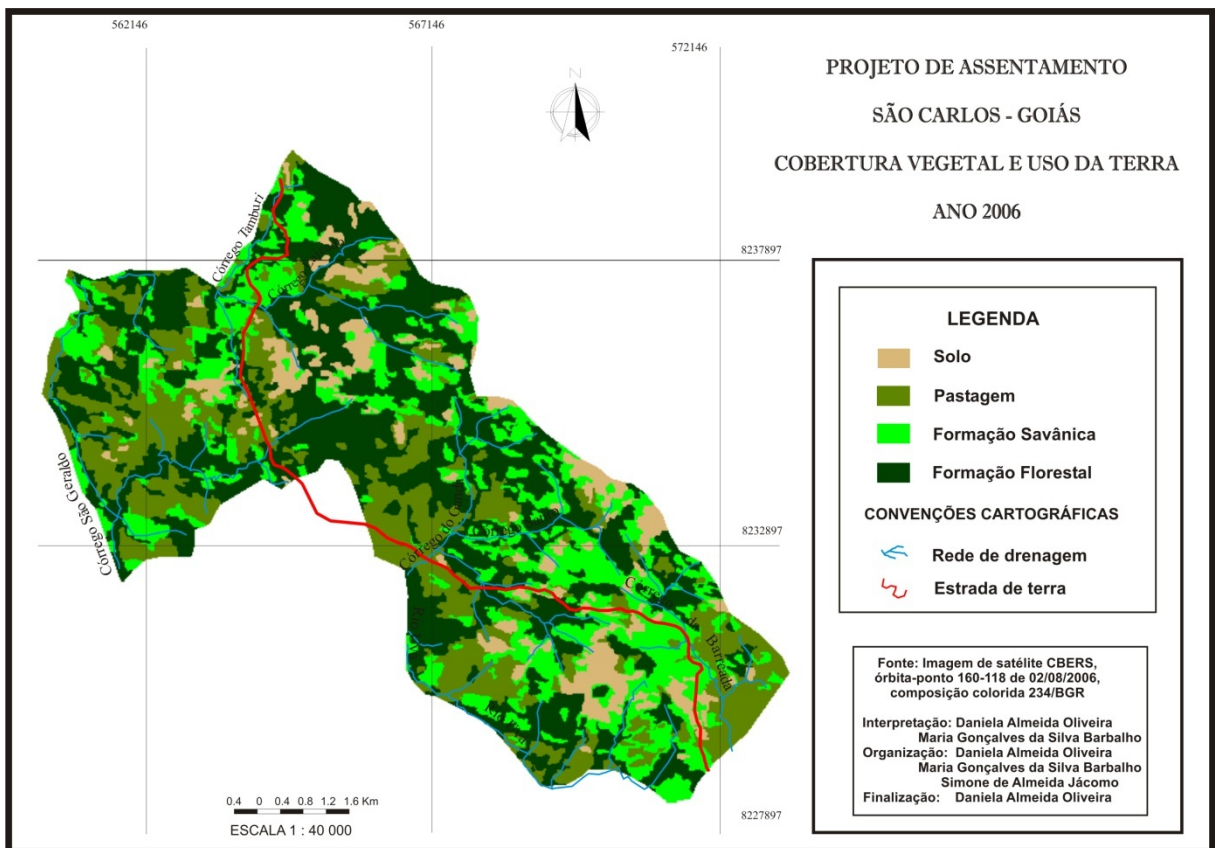 562146
567146
572146
PROJETO DE ASSENTAMENTO
SÃO CARLOS - GOIÁS
COBERTURA VEGETAL E USO DA TERRA
ANO 2006
N
8237897
8232897
8227897
Córrego Tamburi
Córrego
Córrego São Geraldo
Córrego do
Córrego
Barreada
LEGENDA
Solo
Pastagem
Formação Savânica
Formação Florestal
CONVENÇÕES CARTOGRÁFICAS
Rede de drenagem
Estrada de terra
Fonte: Imagem de satélite CBERS,
órbita-ponto 160-118 de 02/08/2006,
composição colorida 234/BGR
Interpretação: Daniela Almeida Oliveira
Maria Gonçalves da Silva Barbalho
Organização: Daniela Almeida Oliveira
Maria Gonçalves da Silva Barbalho
Simone de Almeida Jácomo
Finalização: Daniela Almeida Oliveira
0.4 0 0.4 0.8 1.2 1.6 Km
ESCALA 1 : 40 000